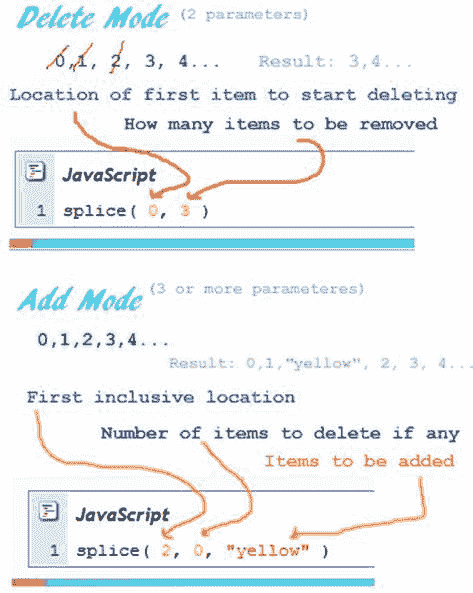 Delete Mode (2 parameters)
0,1, 2, 3, 4... Result: 3,4...
Location of first item to start deleting
How many items to be removed
JavaScript
1 splice( 0, 3 )
Add Mode (3 or more parameteres)
0,1,2,3,4...
Result: 0,1,"yellow", 2, 3, 4...
First inclusive location
Number of items to delete if any
Items to be added
JavaScript
1 splice( 2, 0, "yellow" )